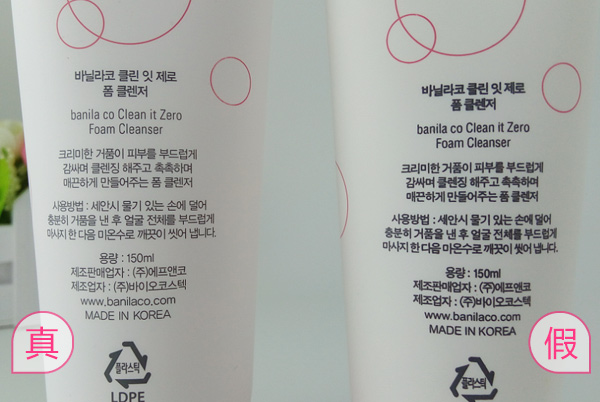 바닐라코 클린 잇 제로
폼 클렌저
banila co Clean it Zero
Foam Cleanser
크리미한 거품이 피부를 부드럽게
감싸며 클렌징 해주고 촉촉하며
매끈하게 만들어주는 폼 클렌저
사용방법 : 세안시 물기 있는 손에 덜어
충분히 거품을 낸 후 얼굴 전체를 부드럽게
마사지 한 다음 미온수로 깨끗이 씻어 냅니다.
용량 : 150ml
제조판매업자 : (주)에프앤코
제조업자 : (주)바이오코스텍
www.banilaco.com
MADE IN KOREA
플라스틱
LDPE
真
바닐라코 클린 잇 제로
폼 클렌저
banila co Clean it Zero
Foam Cleanser
크리미한 거품이 피부를 부드럽게
감싸며 클렌징 해주고 촉촉하며
매끈하게 만들어주는 폼 클렌저
사용방법 : 세안시 물기 있는 손에 덜어
충분히 거품을 낸 후 얼굴 전체를 부드럽게
마사지 한 다음 미온수로 깨끗이 씻어 냅니다.
용량 : 150ml
제조판매업자 : (주)에프앤코
제조업자 : (주)바이오코스텍
www.banilaco.com
MADE IN KOREA
플라스틱
假